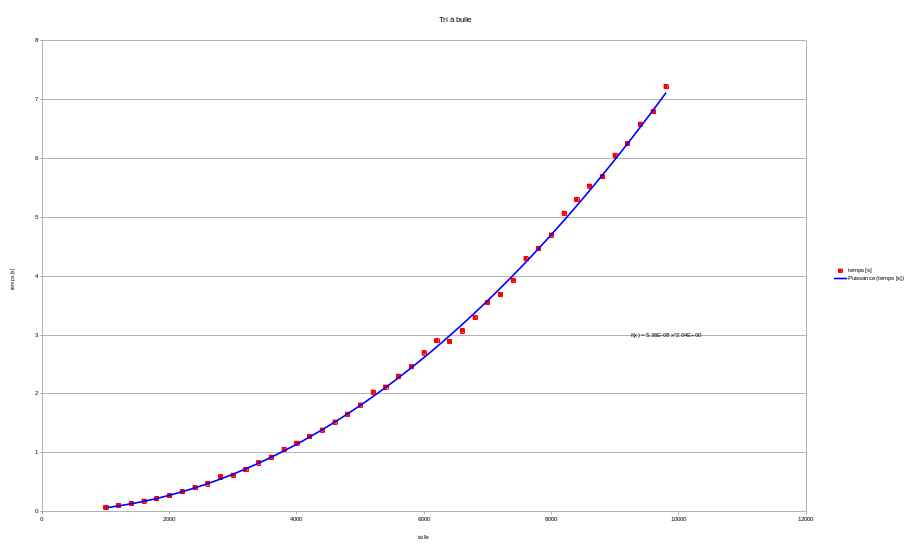 Tri à bulle
8
7
6
5
4
3
2
1
0
0
2000
4000
6000
8000
10000
12000
temps [s]
taille
f(x) = 5.36E-08 x^2.04E+00
temps [s]
Puissance (temps [s])